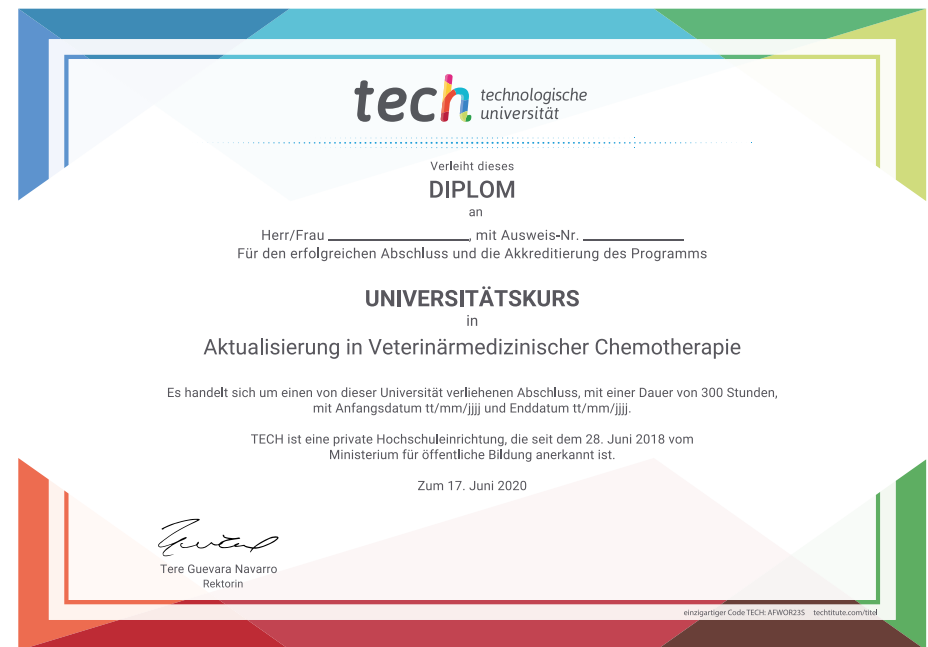 tech technologische
universität
Verleiht dieses
DIPLOM
an
Herr/Frau ____________, mit Ausweis-Nr. ____________
Für den erfolgreichen Abschluss und die Akkreditierung des Programms
UNIVERSITÄTSKURS
in
Aktualisierung in Veterinärmedizinischer Chemotherapie
Es handelt sich um einen von dieser Universität verliehenen Abschluss, mit einer Dauer von 300 Stunden,
mit Anfangsdatum tt/mm/jjjj und Enddatum tt/mm/jjjj.
TECH ist eine private Hochschuleinrichtung, die seit dem 28. Juni 2018 vom
Ministerium für öffentliche Bildung anerkannt ist.
Zum 17. Juni 2020
Tere Guevara Navarro
Rektorin
einzigartiger Code TECH: AFWOR23S techtitute.com/titel